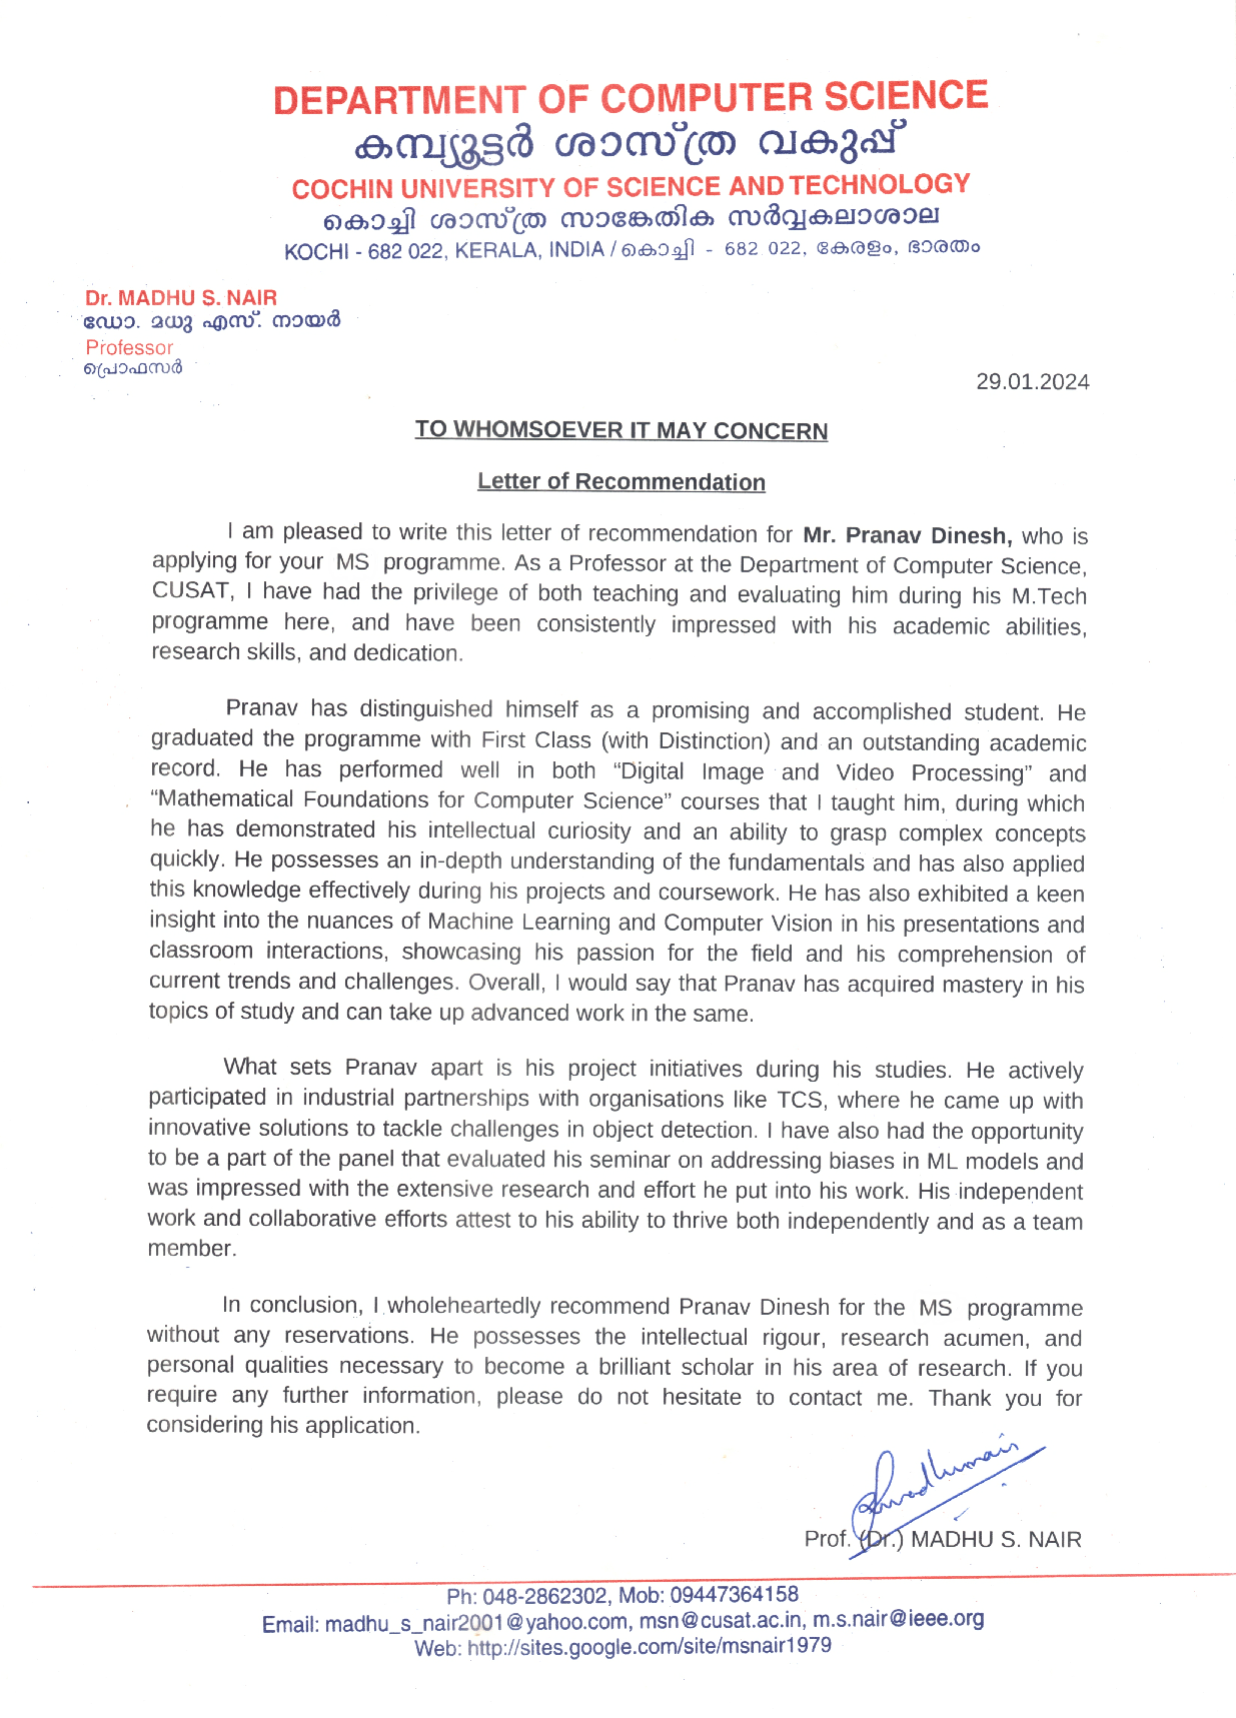 DEPARTMENT OF COMPUTER SCIENCE
കമ്പ്യൂട്ടർ ശാസ്ത്ര വകുപ്പ്
COCHIN UNIVERSITY OF SCIENCE AND TECHNOLOGY
കൊച്ചി ശാസ്ത്ര സാങ്കേതിക സർവ്വകലാശാല
KOCHI - 682 022, KERALA, INDIA / കൊച്ചി - 682 022, കേരളം, ഭാരതം
Dr. MADHU S. NAIR
ഡോ. മധു എസ്. നായർ
Professor
പ്രൊഫസർ
29.01.2024
TO WHOMSOEVER IT MAY CONCERN
Letter of Recommendation
I am pleased to write this letter of recommendation for Mr. Pranav Dinesh, who is
applying for your MS programme. As a Professor at the Department of Computer Science,
CUSAT, I have had the privilege of both teaching and evaluating him during his M.Tech
programme here, and have been consistently impressed with his academic abilities,
research skills, and dedication.
Pranav has distinguished himself as a promising and accomplished student. He
graduated the programme with First Class (with Distinction) and an outstanding academic
record. He has performed well in both “Digital Image and Video Processing” and
“Mathematical Foundations for Computer Science” courses that I taught him, during which
he has demonstrated his intellectual curiosity and an ability to grasp complex concepts
quickly. He possesses an in-depth understanding of the fundamentals and has also applied
this knowledge effectively during his projects and coursework. He has also exhibited a keen
insight into the nuances of Machine Learning and Computer Vision in his presentations and
classroom interactions, showcasing his passion for the field and his comprehension of
current trends and challenges. Overall, I would say that Pranav has acquired mastery in his
topics of study and can take up advanced work in the same.
What sets Pranav apart is his project initiatives during his studies. He actively
participated in industrial partnerships with organisations like TCS, where he came up with
innovative solutions to tackle challenges in object detection. I have also had the opportunity
to be a part of the panel that evaluated his seminar on addressing biases in ML models and
was impressed with the extensive research and effort he put into his work. His independent
work and collaborative efforts attest to his ability to thrive both independently and as a team
member.
In conclusion, I wholeheartedly recommend Pranav Dinesh for the MS programme
without any reservations. He possesses the intellectual rigour, research acumen, and
personal qualities necessary to become a brilliant scholar in his area of research. If you
require any further information, please do not hesitate to contact me. Thank you for
considering his application.
Prof. (Dr.) MADHU S. NAIR
Ph: 048-2862302, Mob: 09447364158
Email: madhu_s_nair2001@yahoo.com, msn@cusat.ac.in, m.s.nair@ieee.org
Web: http://sites.google.com/site/msnair1979